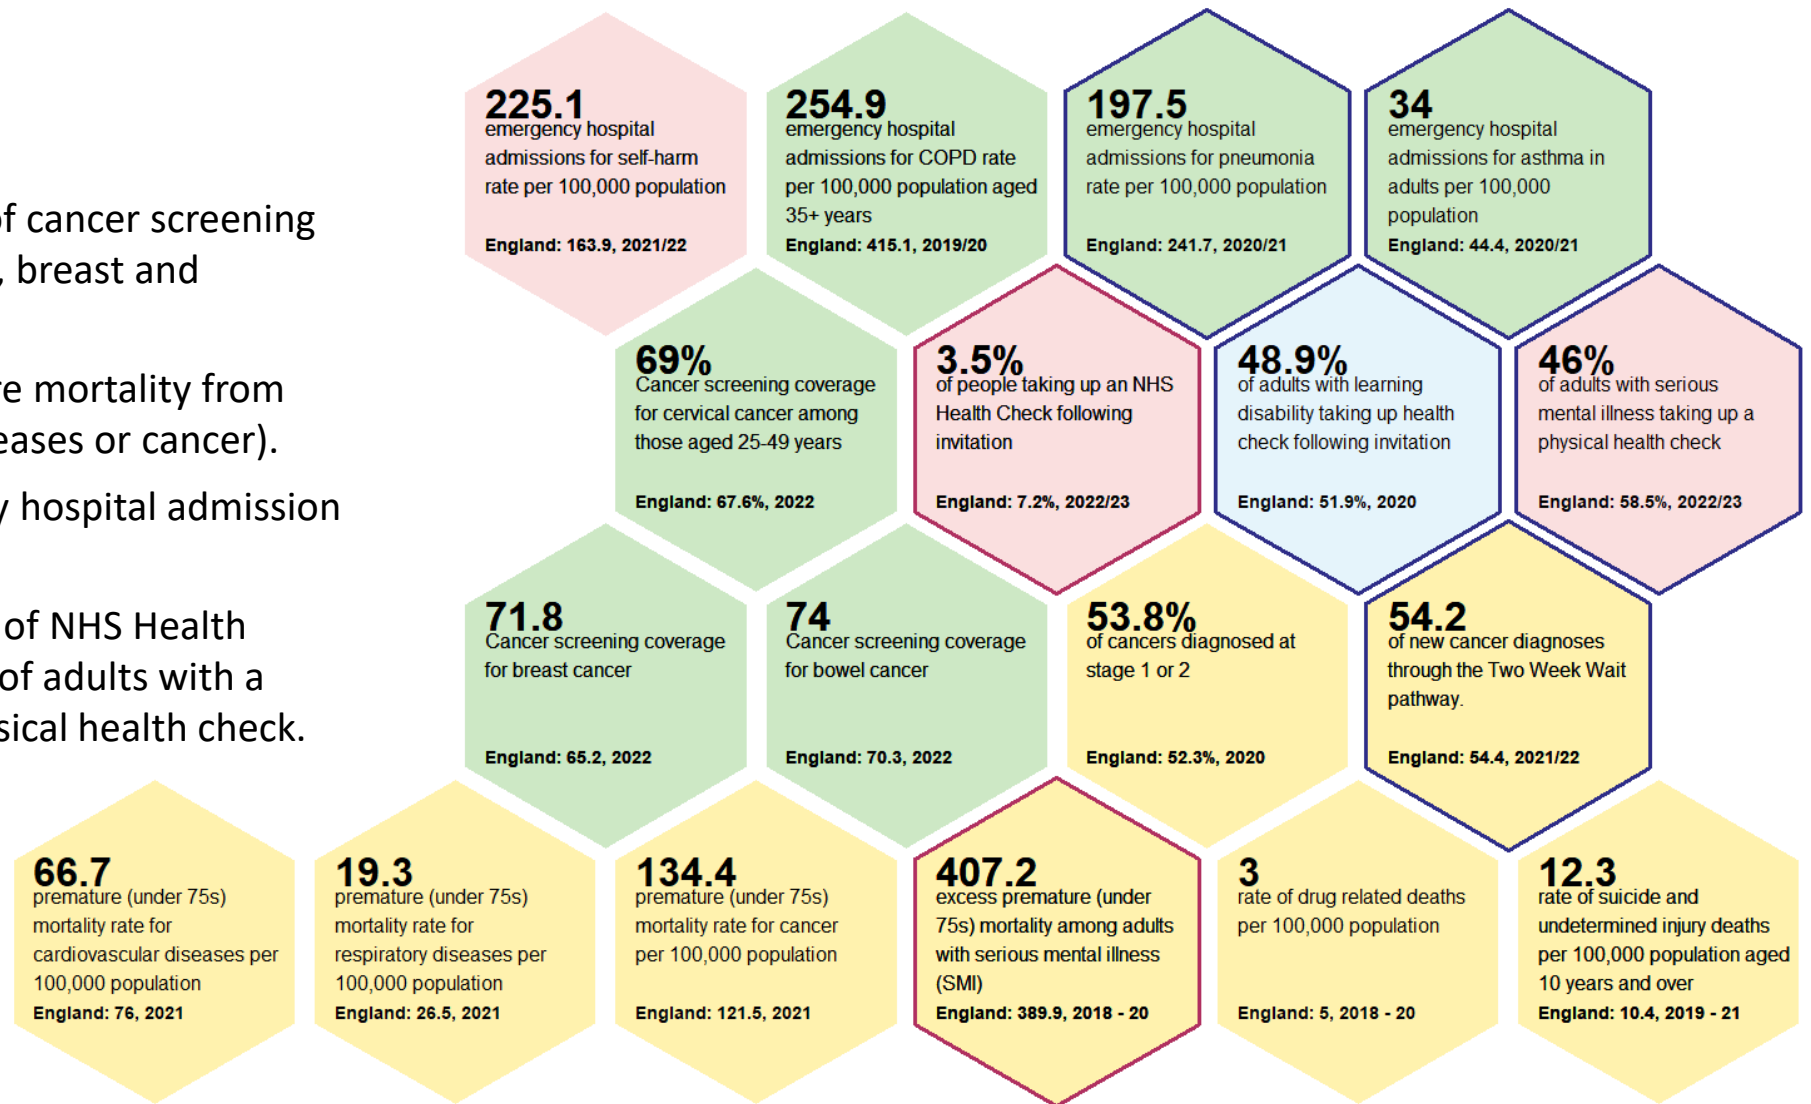 of cancer screening
, breast and
re mortality from
eases or cancer).
y hospital admission
of NHS Health
of adults with a
sical health check.
225.1
emergency hospital
admissions for self-harm
rate per 100,000 population
England: 163.9, 2021/22
254.9
emergency hospital
admissions for COPD rate
per 100,000 population aged
35+ years
England: 415.1, 2019/20
197.5
emergency hospital
admissions for pneumonia
rate per 100,000 population
England: 241.7, 2020/21
34
emergency hospital
admissions for asthma in
adults per 100,000
population
England: 44.4, 2020/21
69%
Cancer screening coverage
for cervical cancer among
those aged 25-49 years
England: 67.6%, 2022
3.5%
of people taking up an NHS
Health Check following
invitation
England: 7.2%, 2022/23
48.9%
of adults with learning
disability taking up health
check following invitation
England: 51.9%, 2020
46%
of adults with serious
mental illness taking up a
physical health check
England: 58.5%, 2022/23
71.8
Cancer screening coverage
for breast cancer
England: 65.2, 2022
74
Cancer screening coverage
for bowel cancer
England: 70.3, 2022
53.8%
of cancers diagnosed at
stage 1 or 2
England: 52.3%, 2020
54.2
of new cancer diagnoses
through the Two Week Wait
pathway.
England: 54.4, 2021/22
66.7
premature (under 75s)
mortality rate for
cardiovascular diseases per
100,000 population
England: 76, 2021
19.3
premature (under 75s)
mortality rate for
respiratory diseases per
100,000 population
England: 26.5, 2021
134.4
premature (under 75s)
mortality rate for cancer
per 100,000 population
England: 121.5, 2021
407.2
excess premature (under
75s) mortality among adults
with serious mental illness
(SMI)
England: 389.9, 2018 - 20
3
rate of drug related deaths
per 100,000 population
England: 5, 2018 - 20
12.3
rate of suicide and
undetermined injury deaths
per 100,000 population aged
10 years and over
England: 10.4, 2019 - 21